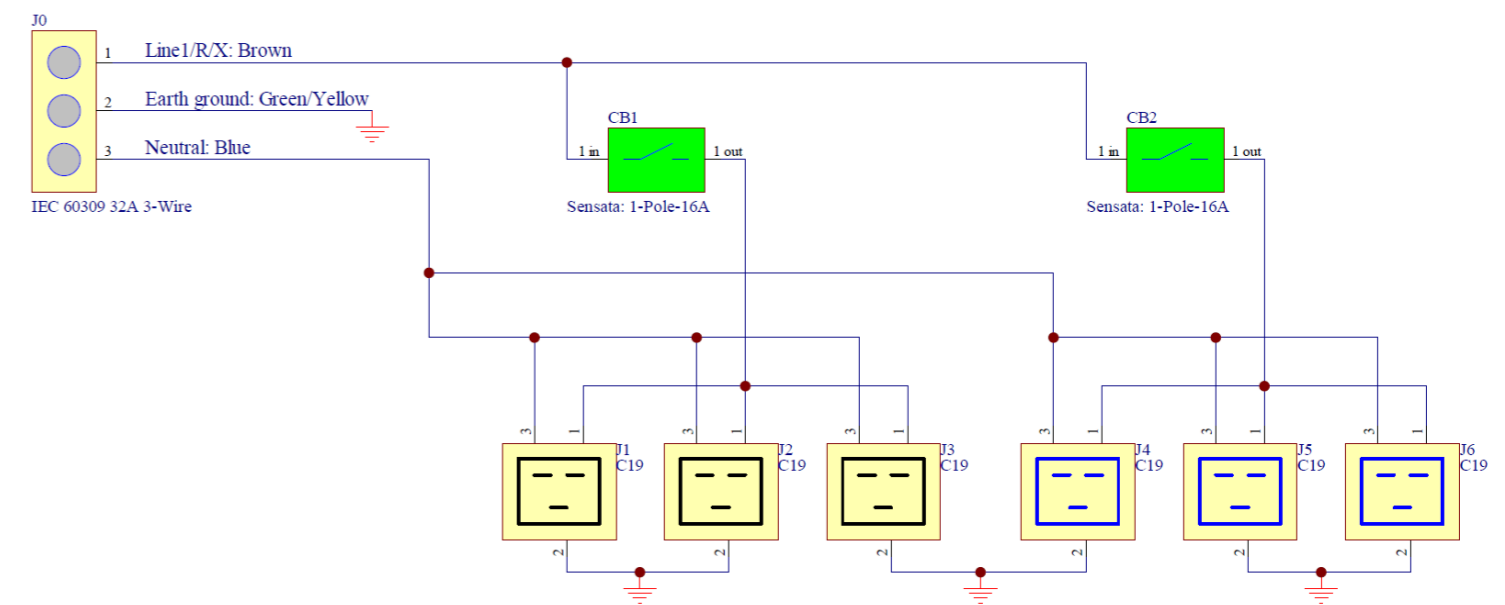 J0
1
Line1/R/X: Brown
2
Earth ground: Green/Yellow
3
Neutral: Blue
IEC 60309 32A 3-Wire
CB1
1 in
1 out
Sensata: 1-Pole-16A
CB2
1 in
1 out
Sensata: 1-Pole-16A
3
1
J1
C19
2
3
1
J2
C19
2
3
1
J3
C19
2
3
1
J4
C19
2
3
1
J5
C19
2
3
1
J6
C19
2